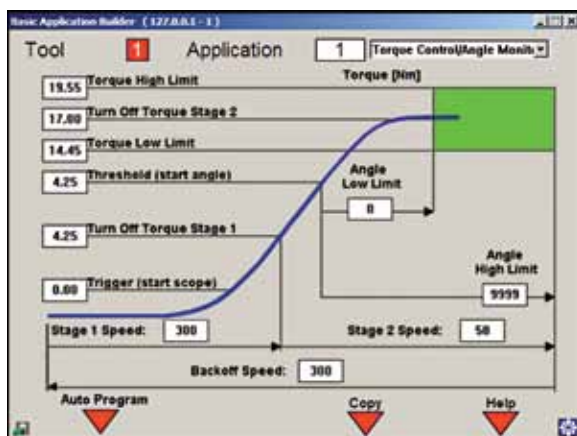 Basic Application Builder ( 127.0.0.1 - 1 )
Tool 1 Application 1 Torque Control/Angle Monit
19.55 Torque High Limit Torque [Nm]
17.00 Turn Off Torque Stage 2
14.45 Torque Low Limit
4.25 Threshold (start angle)
Angle
Low Limit
0
4.25 Turn Off Torque Stage 1
Angle
High Limit
0.00 Trigger (start scope)
9999
Stage 1 Speed: 300 Stage 2 Speed: 50
Backoff Speed: 300
Auto Program Copy Help